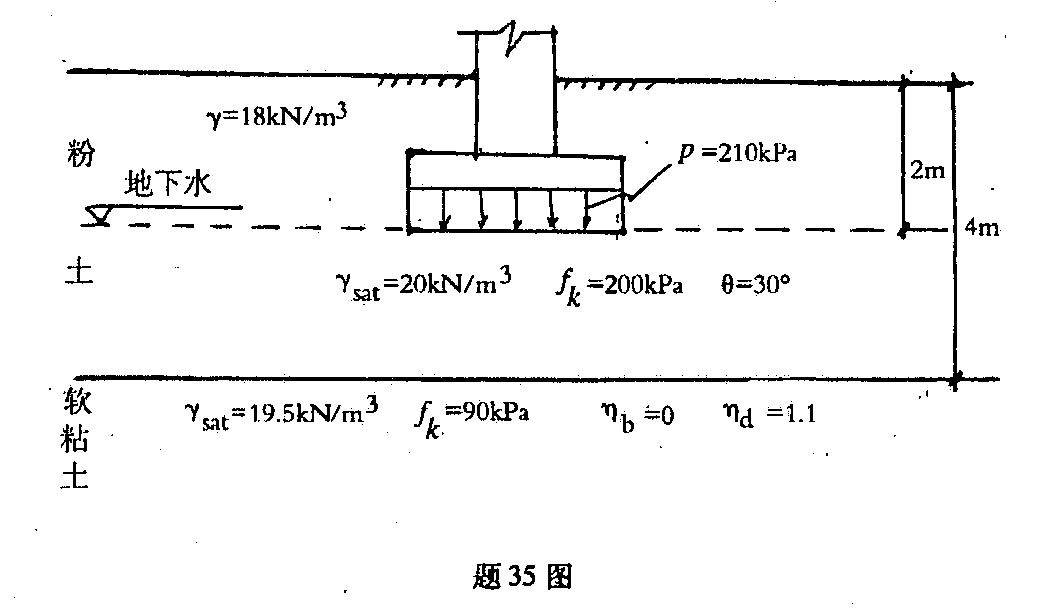 γ=18kN/m³
粉
土
地下水
p=210kPa
2m
4m
γsat=20kN/m³ fk=200kPa θ=30°
软
粘
土
γsat=19.5kN/m³ fk=90kPa ηb=0 ηd=1.1
题35图